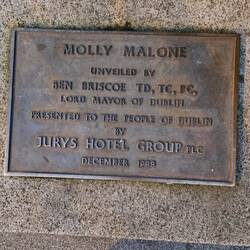 MOLLY MALONE
UNVEILED BY
BEN BRISCOE TD, TC, PC,
LORD MAYOR OF DUBLIN
PRESENTED TO THE PEOPLE OF DUBLIN
BY
JURYS HOTEL GROUP PLC
DECEMBER 1988